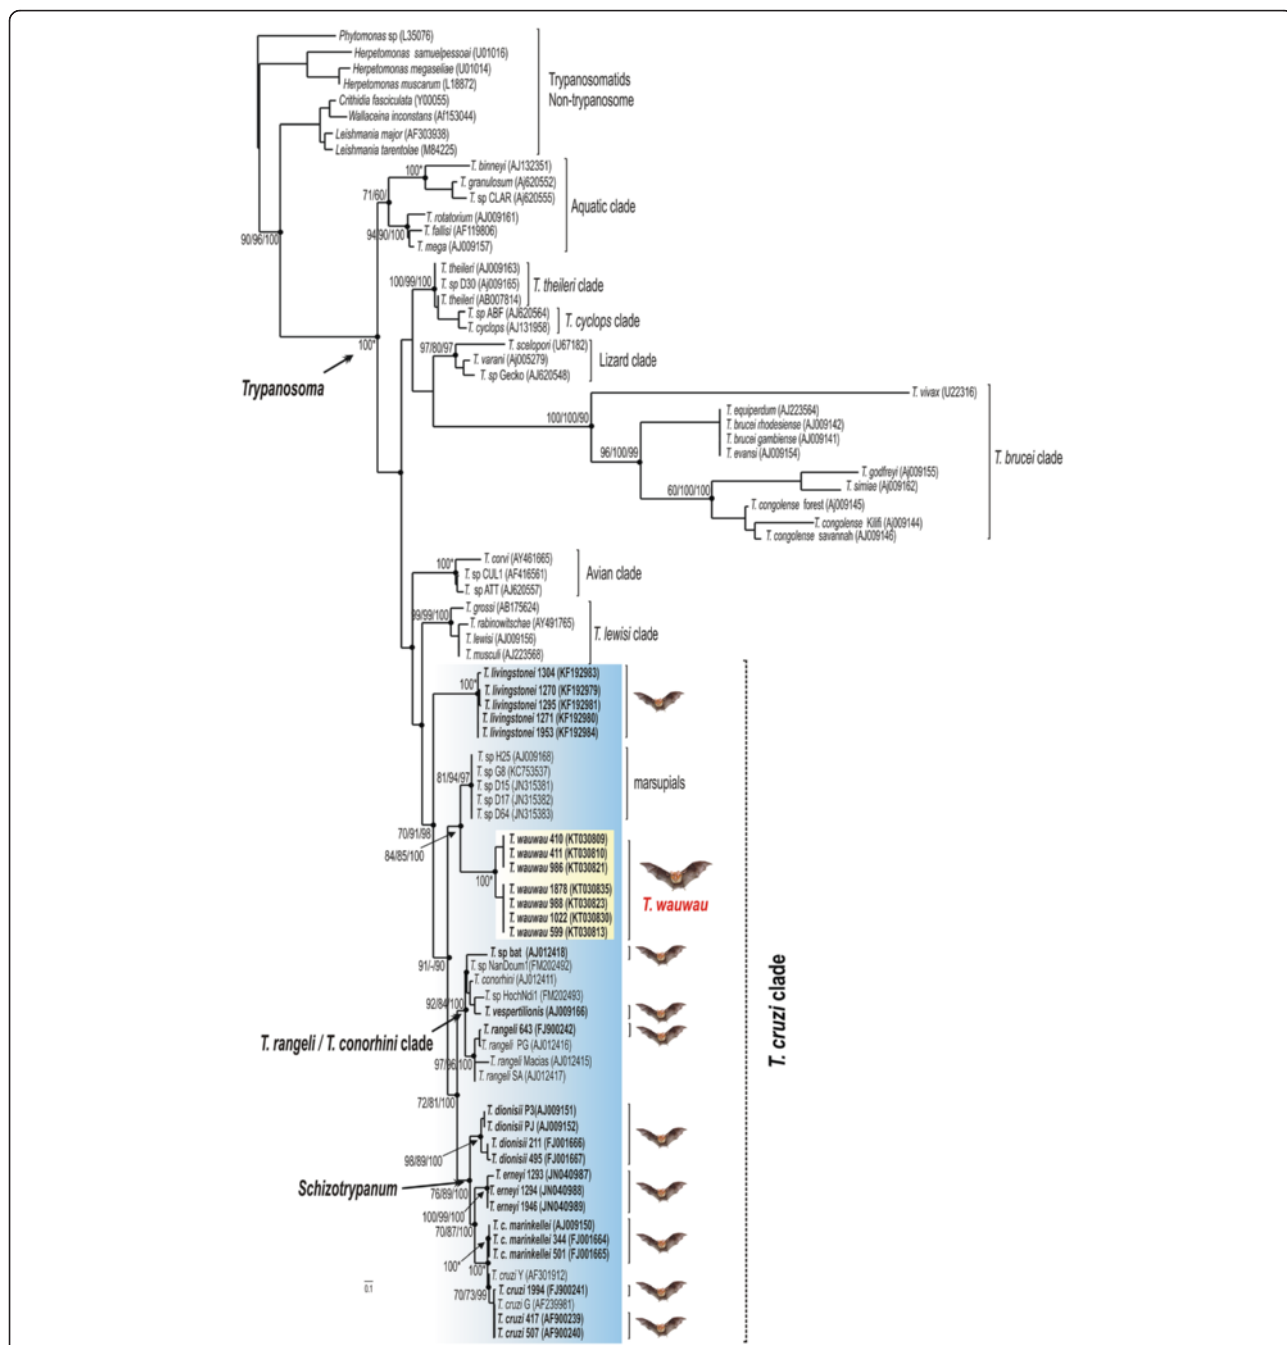 Phytomonas sp (L35076)
Herpetomonas samuelpessoai (U01016)
Herpetomonas megaseliae (U01014)
Herpetomonas muscarum (L18872)
Crithidia fasciculata (Y00055)
Wallaceina inconstans (Af153044)
Leishmania major (AF303938)
Leishmania tarentolae (M84225)
Trypanosomatids
Non-trypanosome
90/96/100
T. binneyi (AJ132351)
T. granulosum (Aj620552)
T. sp CLAR (Aj620555)
T. rotatorium (AJ009161)
T. fallisi (AF119806)
T. mega (AJ009157)
100*
71/60/
94/90/100
Aquatic clade
100*
Trypanosoma
T. theileri (AJ009163)
T. sp D30 (Aj009165)
T. theileri (AB007814)
100/99/100
T. theileri clade
T. sp ABF (AJ620564)
T. cyclops (AJ131958)
T. cyclops clade
T. scelopori (U67182)
T. varani (Aj005279)
T. sp Gecko (AJ620548)
97/80/97
Lizard clade
T. vivax (U22316)
T. equiperdum (AJ223564)
T. brucei rhodesiense (AJ009142)
T. brucei gambiense (AJ009141)
T. evansi (AJ009154)
T. godfreyi (Aj009155)
T. simiae (Aj009162)
T. congolense forest (Aj009145)
T. congolense Kilifi (Aj009144)
T. congolense savannah (AJ009146)
100/100/90
96/100/99
60/100/100
T. brucei clade
T. corvi (AY461665)
T. sp CUL1 (AF416561)
T. sp ATT (AJ620557)
100*
Avian clade
T. grossi (AB175624)
T. rabinowitschae (AY491765)
T. lewisi (AJ009156)
T. musculi (AJ223568)
99/99/100
T. lewisi clade
T. livingstonei 1304 (KF192983)
T. livingstonei 1270 (KF192979)
T. livingstonei 1295 (KF192981)
T. livingstonei 1271 (KF192980)
T. livingstonei 1953 (KF192984)
100*
T. sp H25 (AJ009168)
T. sp G8 (KC753537)
T. sp D15 (JN315381)
T. sp D17 (JN315382)
T. sp D64 (JN315383)
81/94/97
marsupials
70/91/98
84/85/100
T. wauwau 410 (KT030809)
T. wauwau 411 (KT030810)
T. wauwau 986 (KT030821)
T. wauwau 1878 (KT030835)
T. wauwau 988 (KT030823)
T. wauwau 1022 (KT030830)
T. wauwau 599 (KT030813)
100*
T. wauwau
T. cruzi clade
91/-/90
T. sp bat (AJ012418)
T. sp NanDoum1(FM202492)
T. conorhini (AJ012411)
T. sp HochNdi1 (FM202493)
T. vespertilionis (AJ009166)
T. rangeli 643 (FJ900242)
T. rangeli PG (AJ012416)
T. rangeli Macias (AJ012415)
T. rangeli SA (AJ012417)
92/84/100
T. rangeli / T. conorhini clade
97/96/100
72/81/100
T. dionisii P3(AJ009151)
T. dionisii PJ (AJ009152)
T. dionisii 211 (FJ001666)
T. dionisii 495 (FJ001667)
98/89/100
Schizotrypanum
76/89/100
T. erneyi 1293 (JN040987)
T. erneyi 1294 (JN040988)
T. erneyi 1946 (JN040989)
100/99/100
70/87/100
T. c. marinkellei (AJ009150)
T. c. marinkellei 344 (FJ001664)
T. c. marinkellei 501 (FJ001665)
100*
100*
T. cruzi Y (AF301912)
T. cruzi 1994 (FJ900241)
T. cruzi G (AF239981)
T. cruzi 417 (AF900239)
T. cruzi 507 (AF900240)
70/73/99
0.1